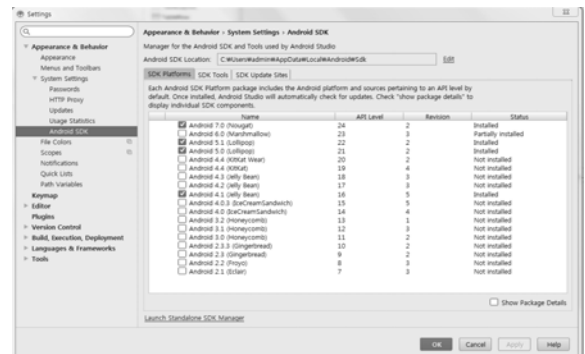 Settings
Appearance & Behavior
Appearance
Menus and Toolbars
System Settings
Passwords
HTTP Proxy
Updates
Usage Statistics
Android SDK
File Colors
Scopes
Notifications
Quick Lists
Path Variables
Keymap
Editor
Plugins
Version Control
Build, Execution, Deployment
Languages & Frameworks
Tools
Appearance & Behavior › System Settings › Android SDK
Manager for the Android SDK and Tools used by Android Studio
Android SDK Location: C:\Users\admin\AppData\Local\Android\Sdk Edit
SDK Platforms SDK Tools SDK Update Sites
Each Android SDK Platform package includes the Android platform and sources pertaining to an API level by
default. Once installed, Android Studio will automatically check for updates. Check "show package details" to
display individual SDK components.
Name API Level Revision Status
Android 7.0 (Nougat) 24 2 Installed
Android 6.0 (Marshmallow) 23 3 Partially installed
Android 5.1 (Lollipop) 22 2 Installed
Android 5.0 (Lollipop) 21 2 Installed
Android 4.4 (KitKat Wear) 20 2 Not installed
Android 4.4 (KitKat) 19 4 Not installed
Android 4.3 (Jelly Bean) 18 3 Not installed
Android 4.2 (Jelly Bean) 17 3 Not installed
Android 4.1 (Jelly Bean) 16 5 Installed
Android 4.0.3 (IceCreamSandwich) 15 5 Not installed
Android 4.0 (IceCreamSandwich) 14 4 Not installed
Android 3.2 (Honeycomb) 13 1 Not installed
Android 3.1 (Honeycomb) 12 3 Not installed
Android 3.0 (Honeycomb) 11 2 Not installed
Android 2.3.3 (Gingerbread) 10 2 Not installed
Android 2.3 (Gingerbread) 9 2 Not installed
Android 2.2 (Froyo) 8 3 Not installed
Android 2.1 (Eclair) 7 3 Not installed
Show Package Details
Launch Standalone SDK Manager
OK Cancel Apply Help